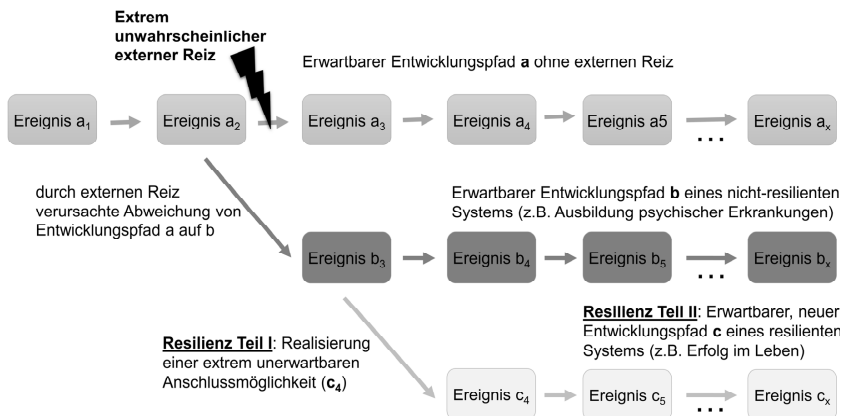 Extrem
unwahrscheinlicher
externer Reiz
Erwartbarer Entwicklungspfad a ohne externen Reiz
Ereignis a₁
Ereignis a₂
Ereignis a₃
Ereignis a₄
Ereignis a5
...
Ereignis aₓ
durch externen Reiz
verursachte Abweichung von
Entwicklungspfad a auf b
Erwartbarer Entwicklungspfad b eines nicht-resilienten
Systems (z.B. Ausbildung psychischer Erkrankungen)
Ereignis b₃
Ereignis b₄
Ereignis b₅
...
Ereignis bₓ
Resilienz Teil I: Realisierung
einer extrem unerwartbaren
Anschlussmöglichkeit (c₄)
Resilienz Teil II: Erwartbarer, neuer
Entwicklungspfad c eines resilienten
Systems (z.B. Erfolg im Leben)
Ereignis c₄
Ereignis c₅
...
Ereignis cₓ